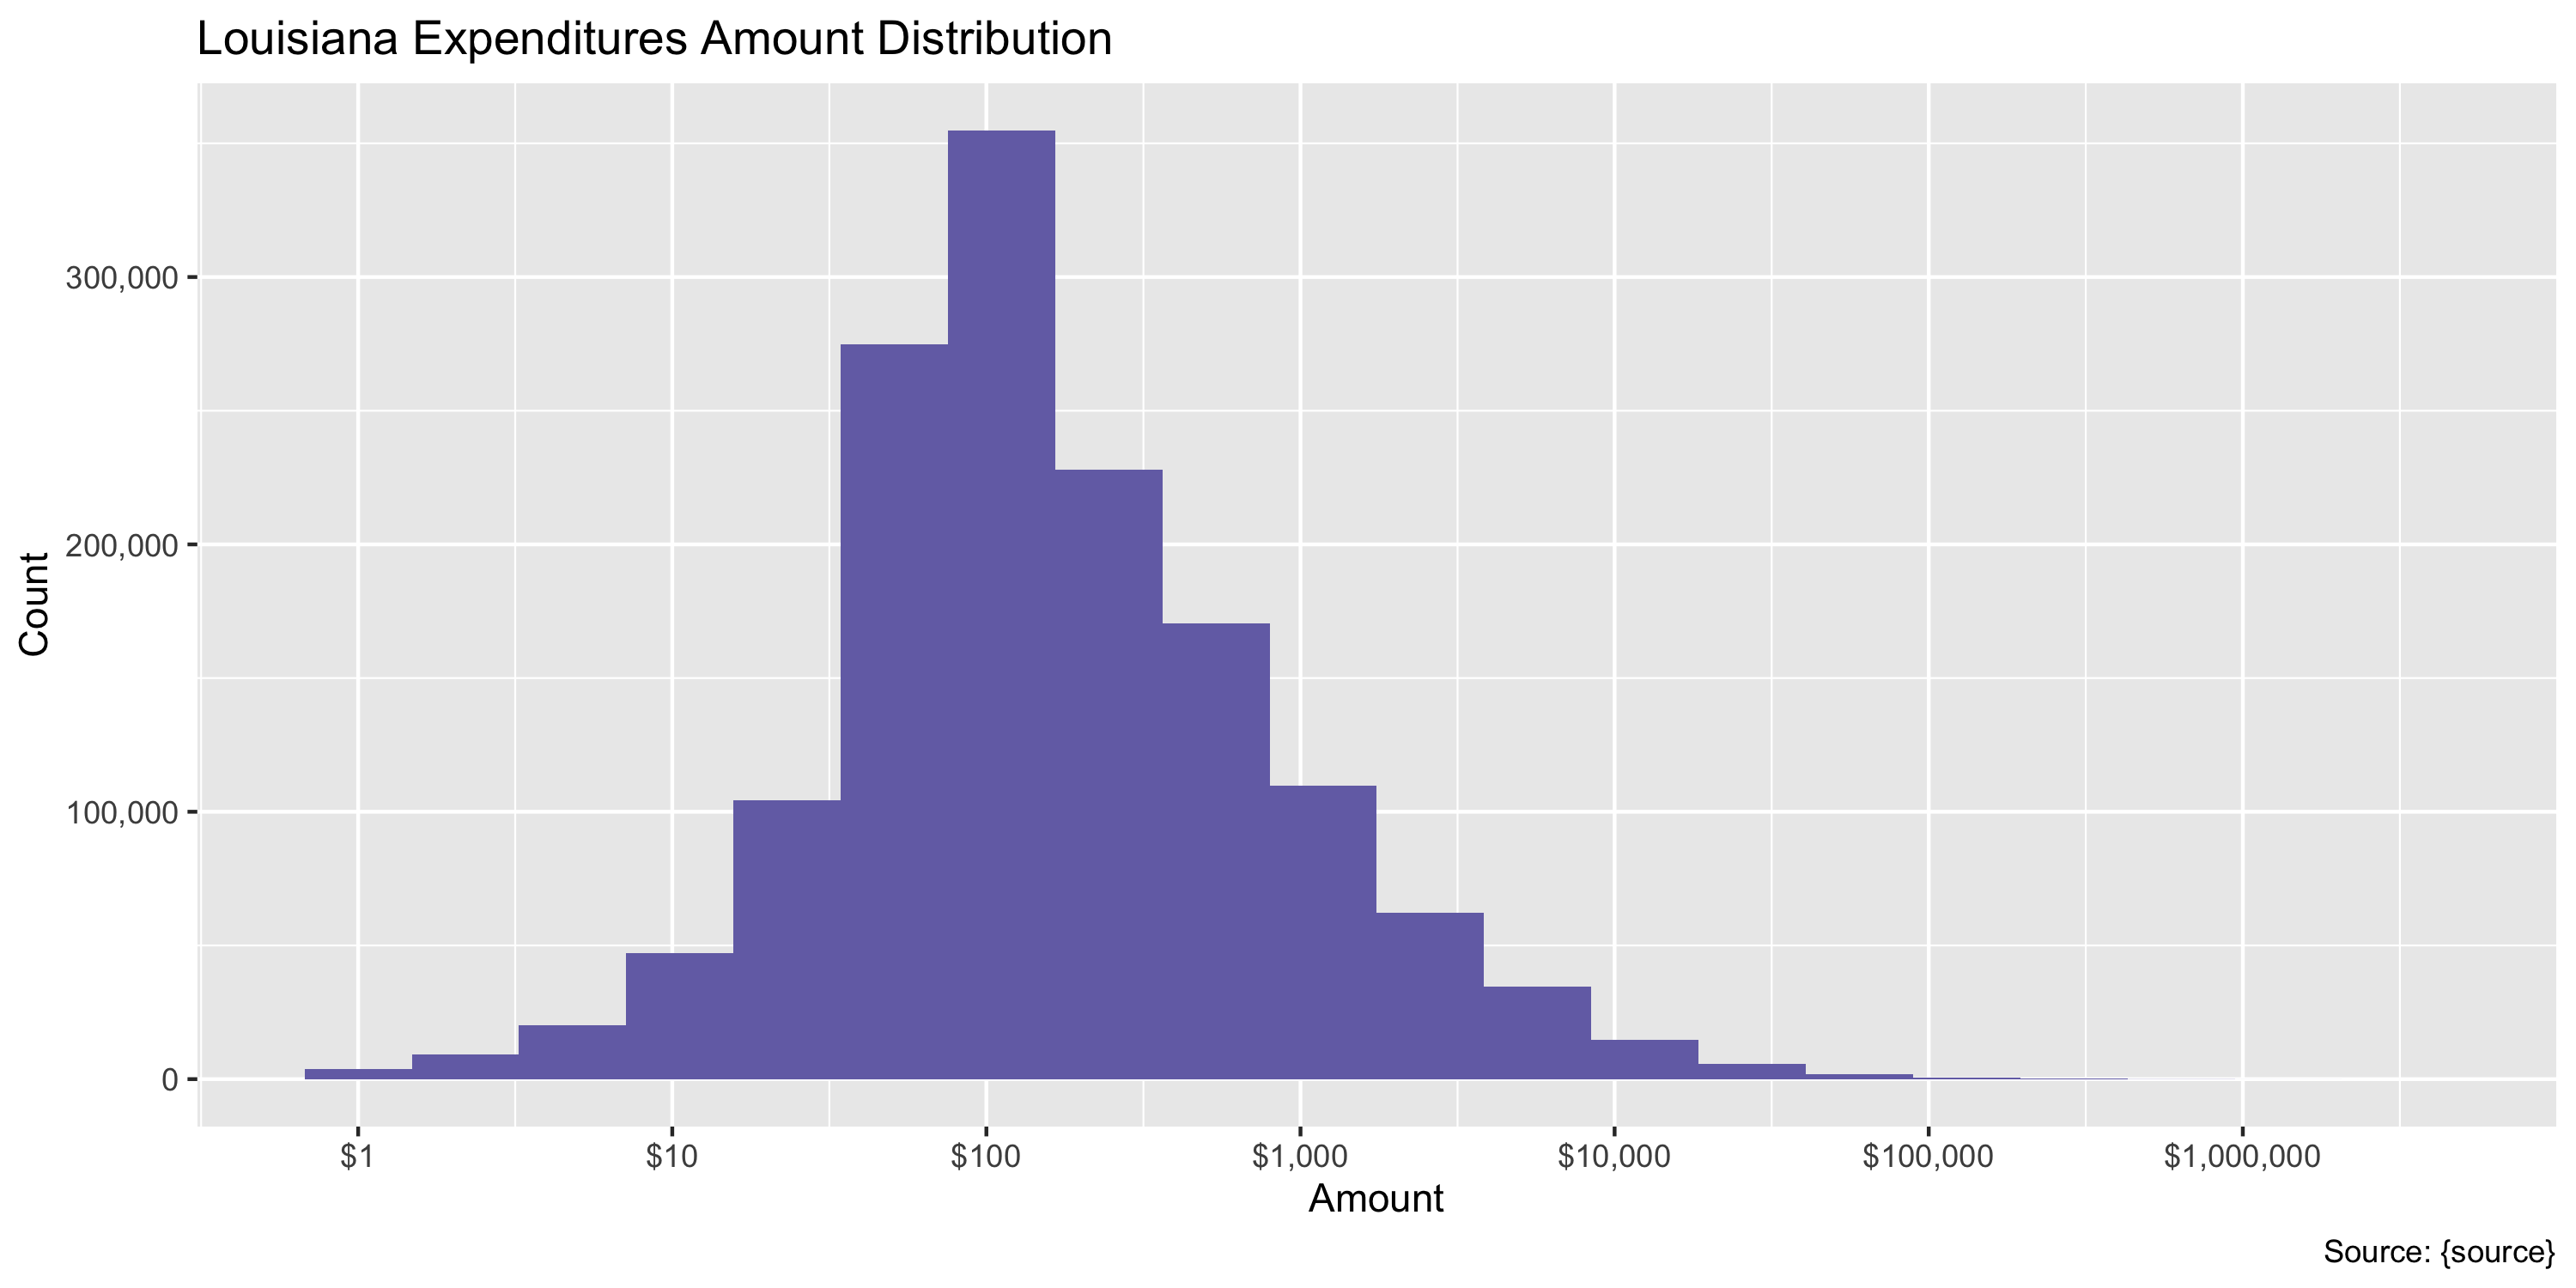 Louisiana Expenditures Amount Distribution
Count
300,000
200,000
100,000
0
$1 $10 $100 $1,000 $10,000 $100,000 $1,000,000
Amount
Source: {source}